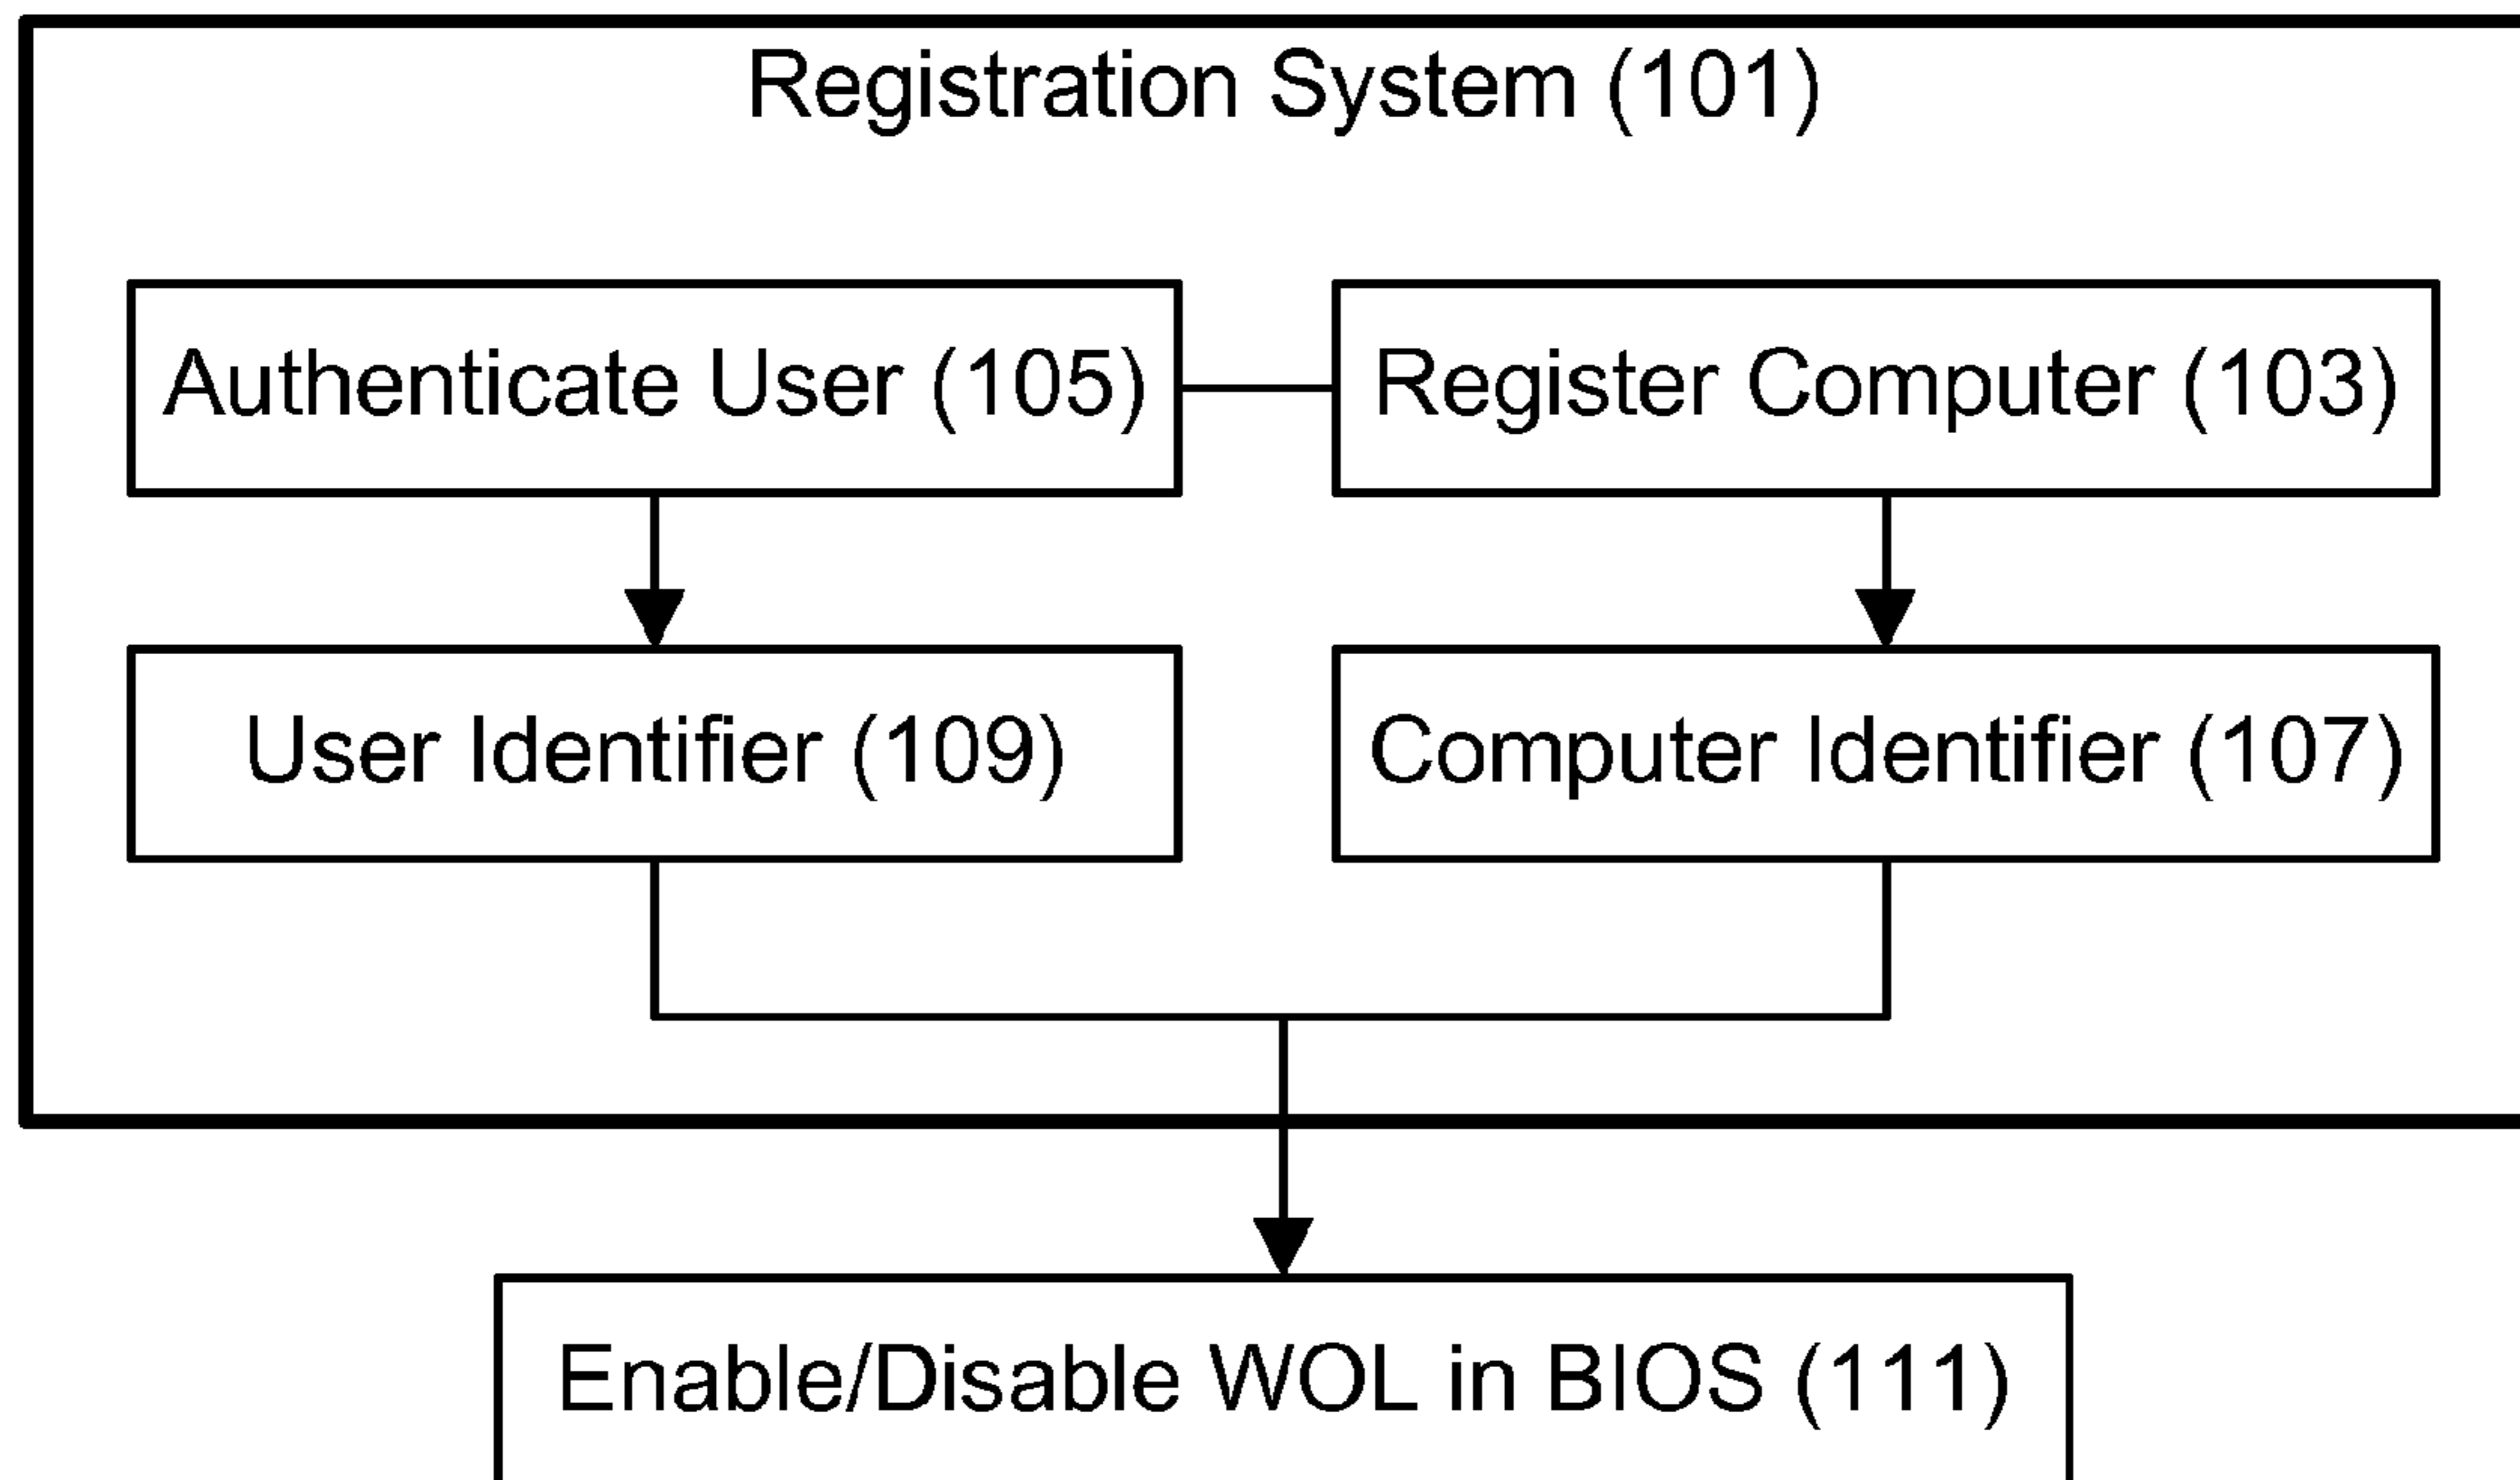 Registration System (101)
Authenticate User (105)
Register Computer (103)
User Identifier (109)
Computer Identifier (107)
Enable/Disable WOL in BIOS (111)